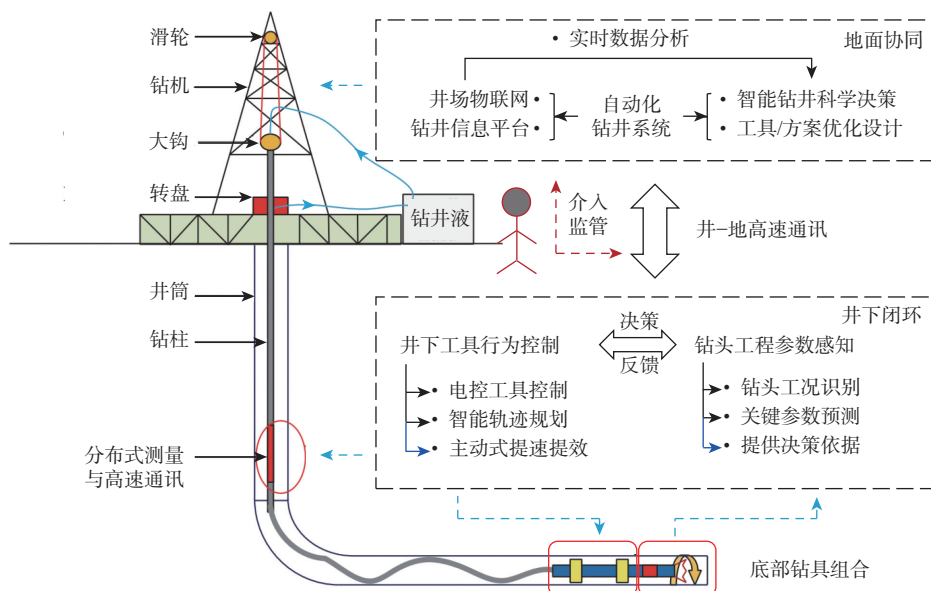 滑轮
钻机
大钩
转盘
钻井液
井筒
钻柱
分布式测量
与高速通讯
• 实时数据分析
地面协同
井场物联网•
钻井信息平台•
自动化
钻井系统
• 智能钻井科学决策
• 工具/方案优化设计
介入
监管
井-地高速通讯
井下闭环
决策
反馈
井下工具行为控制
• 电控工具控制
• 智能轨迹规划
• 主动式提速提效
钻头工程参数感知
• 钻头工况识别
• 关键参数预测
• 提供决策依据
底部钻具组合